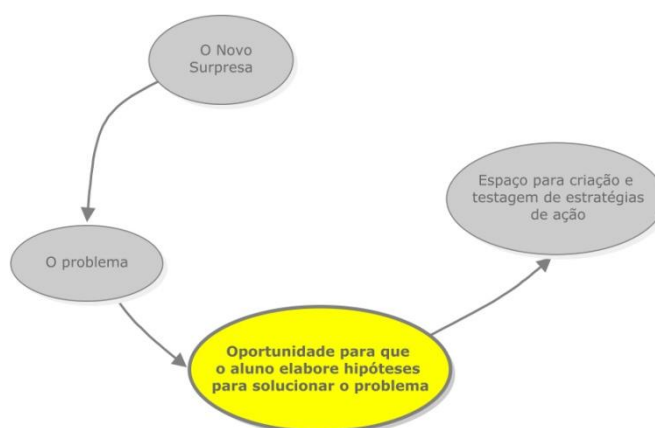 O Novo
Surpresa
O problema
Oportunidade para que
o aluno elabore hipóteses
para solucionar o problema
Espaço para criação e
testagem de estratégias
de ação